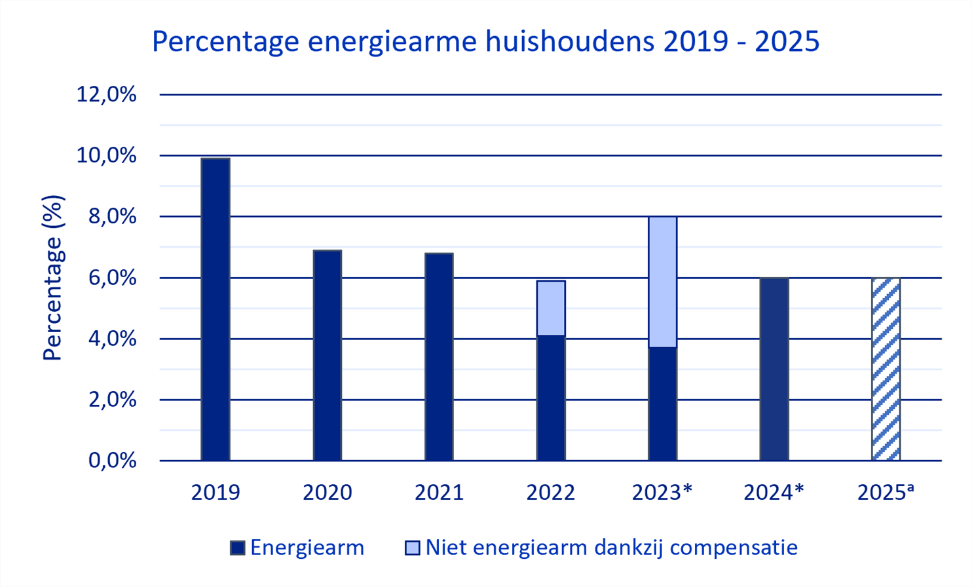 Percentage energiearme huishoudens 2019 - 2025
12,0%
10,0%
8,0%
6,0%
4,0%
2,0%
0,0%
Percentage (%)
2019 2020 2021 2022 2023* 2024* 2025ª
Energiearm Niet energiearm dankzij compensatie